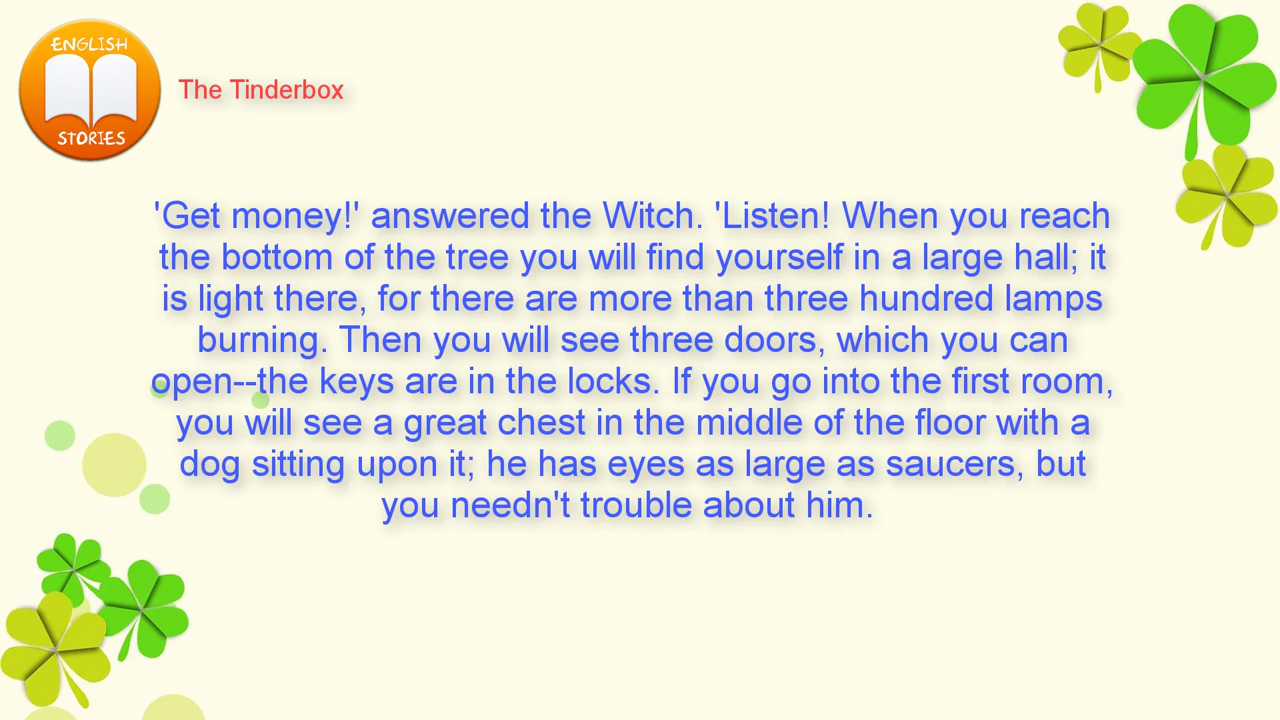 ENGLISH
STORIES
The Tinderbox
'Get money!' answered the Witch. 'Listen! When you reach
the bottom of the tree you will find yourself in a large hall; it
is light there, for there are more than three hundred lamps
burning. Then you will see three doors, which you can
open--the keys are in the locks. If you go into the first room,
you will see a great chest in the middle of the floor with a
dog sitting upon it; he has eyes as large as saucers, but
you needn't trouble about him.